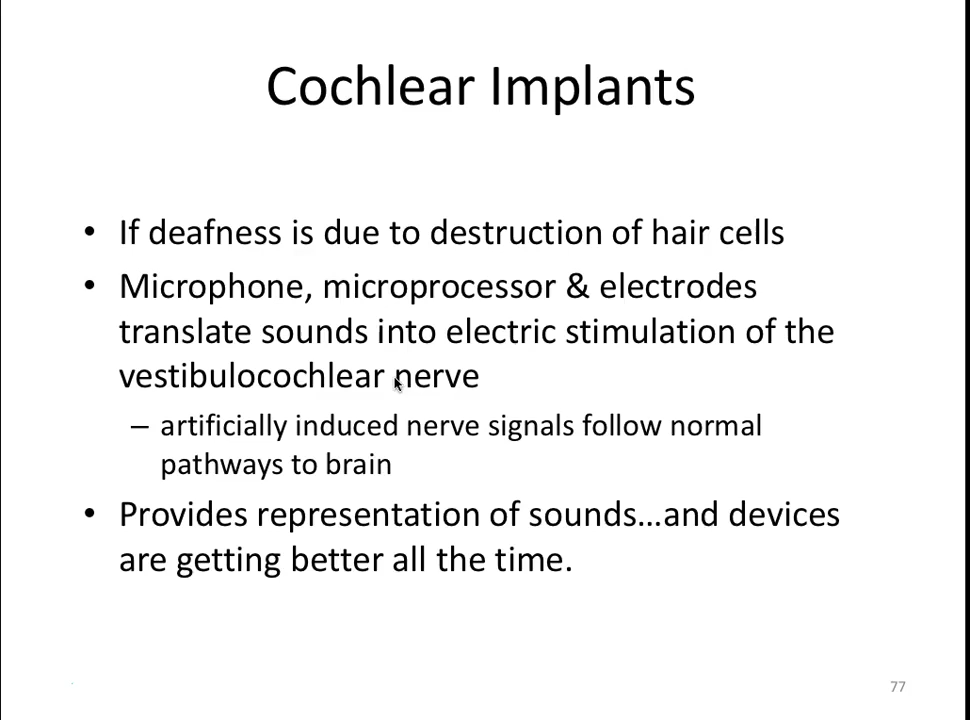 Cochlear Implants
• If deafness is due to destruction of hair cells
• Microphone, microprocessor & electrodes
translate sounds into electric stimulation of the
vestibulocochlear nerve
– artificially induced nerve signals follow normal
pathways to brain
• Provides representation of sounds…and devices
are getting better all the time.
77